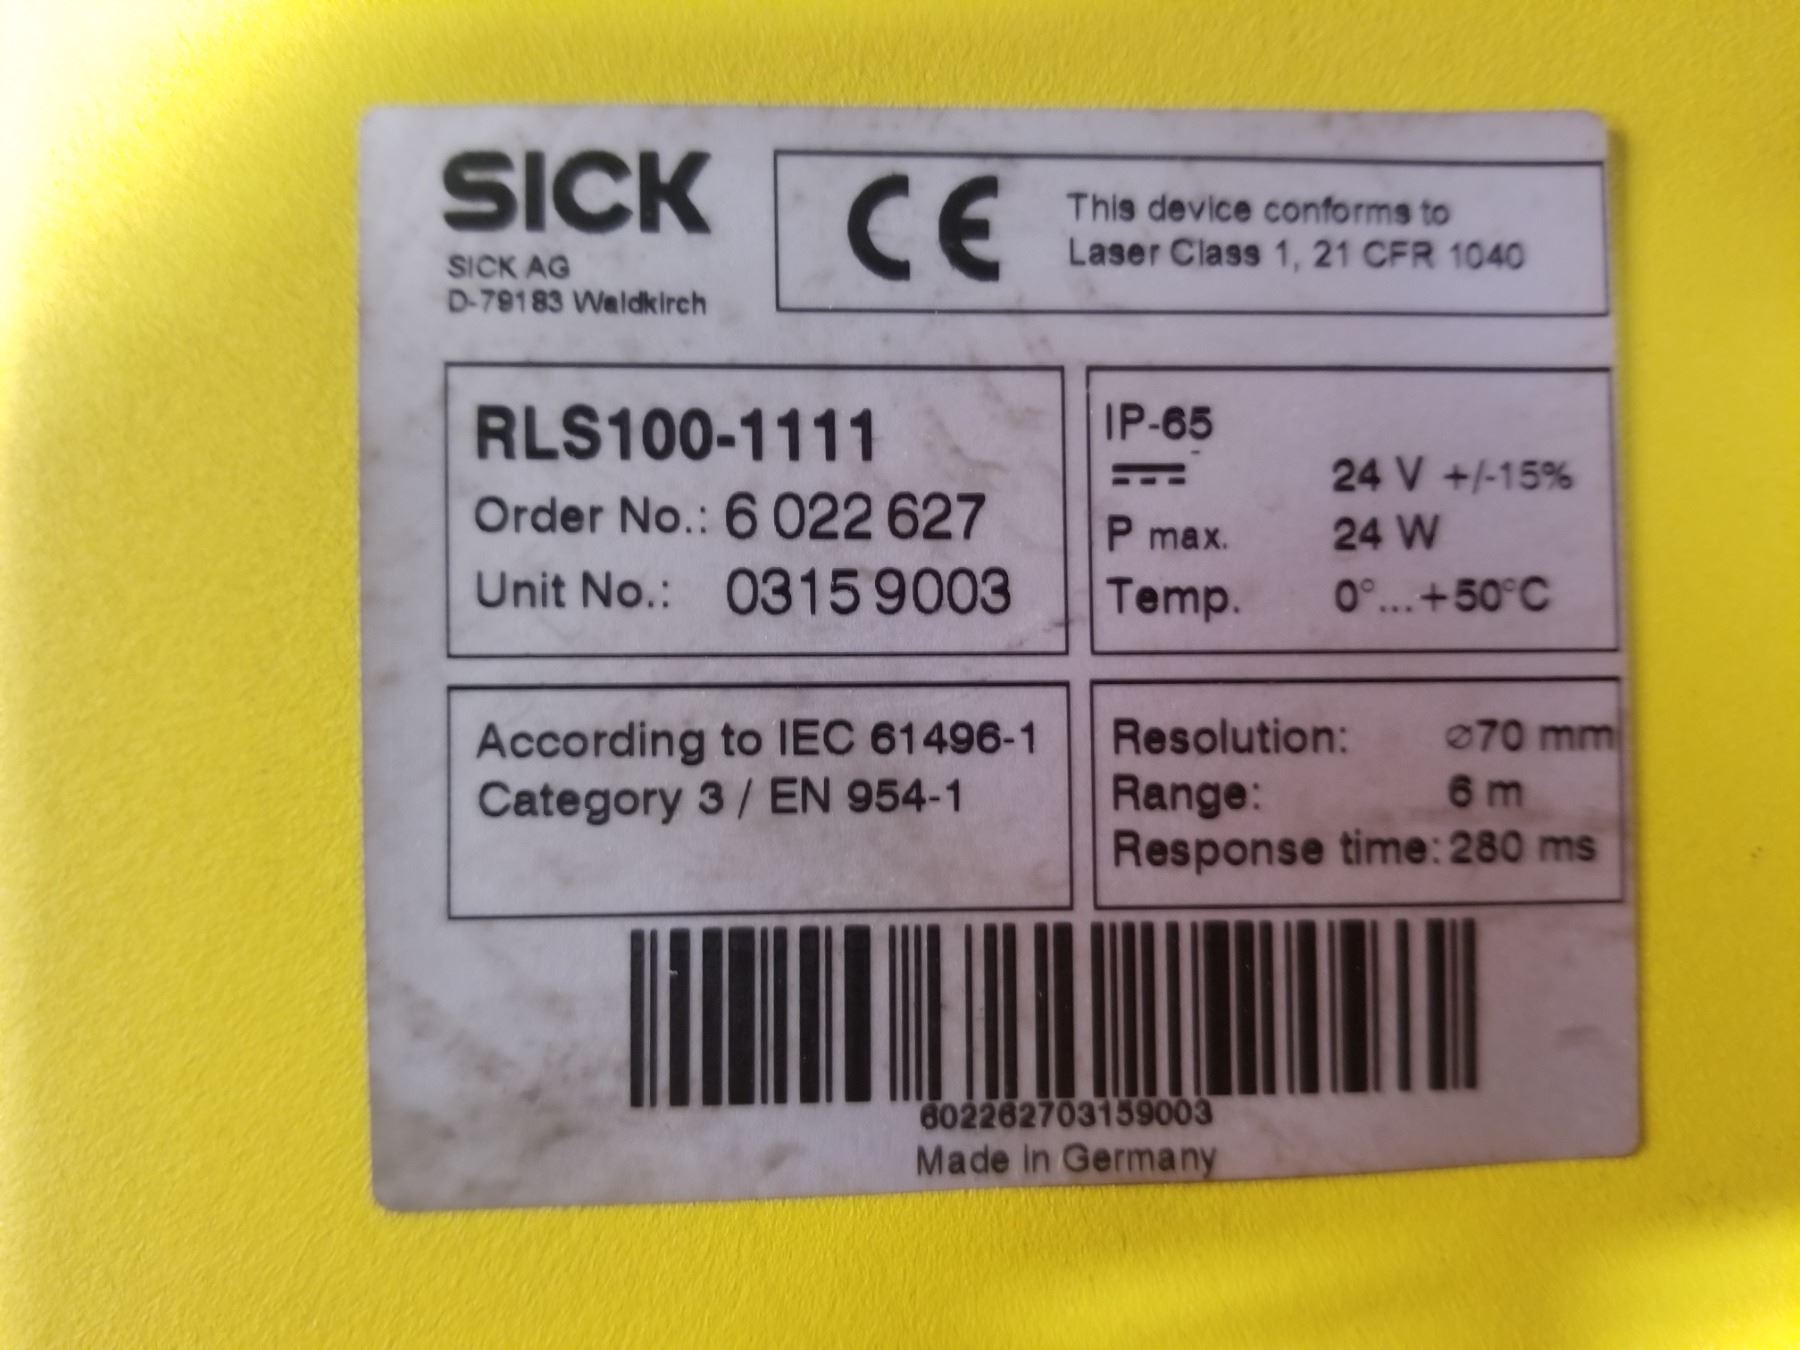 SICK
SICK AG
D-79183 Waldkirch
CE
This device conforms to
Laser Class 1, 21 CFR 1040
RLS100-1111
Order No.: 6 022 627
Unit No.: 0315 9003
IP-65
24 V +/-15%
P max. 24 W
Temp. 0°...+50°C
According to IEC 61496-1
Category 3 / EN 954-1
Resolution: ⌀70 mm
Range: 6 m
Response time: 280 ms
602262703159003
Made in Germany